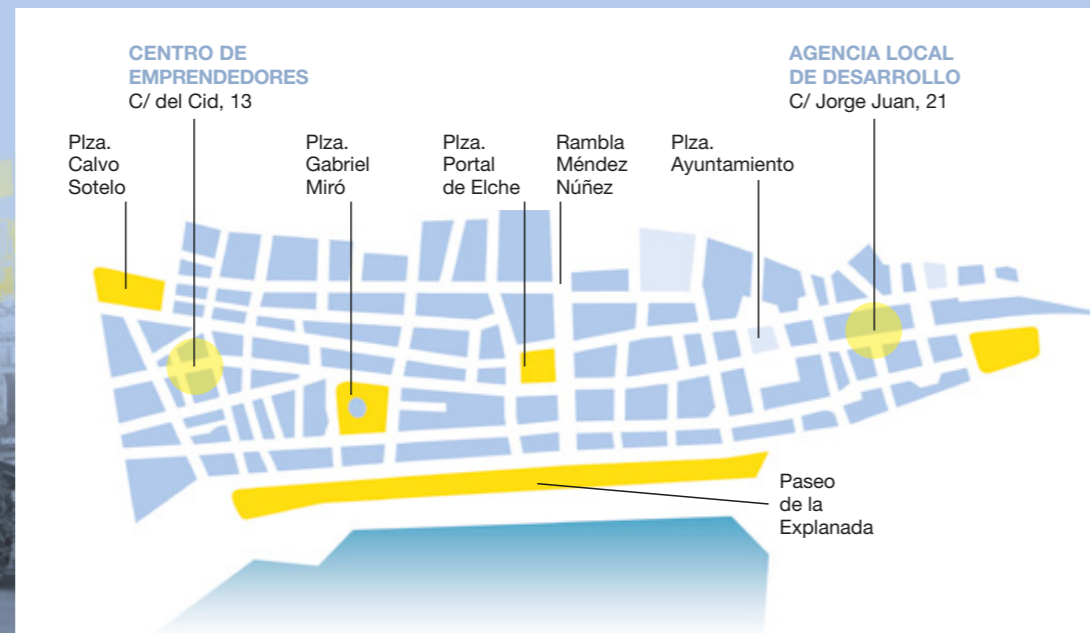 CENTRO DE
EMPRENDEDORES
C/ del Cid, 13
AGENCIA LOCAL
DE DESARROLLO
C/ Jorge Juan, 21
Plza.
Calvo
Sotelo
Plza.
Gabriel
Miró
Plza.
Portal
de Elche
Rambla
Méndez
Núñez
Plza.
Ayuntamiento
Paseo
de la
Explanada